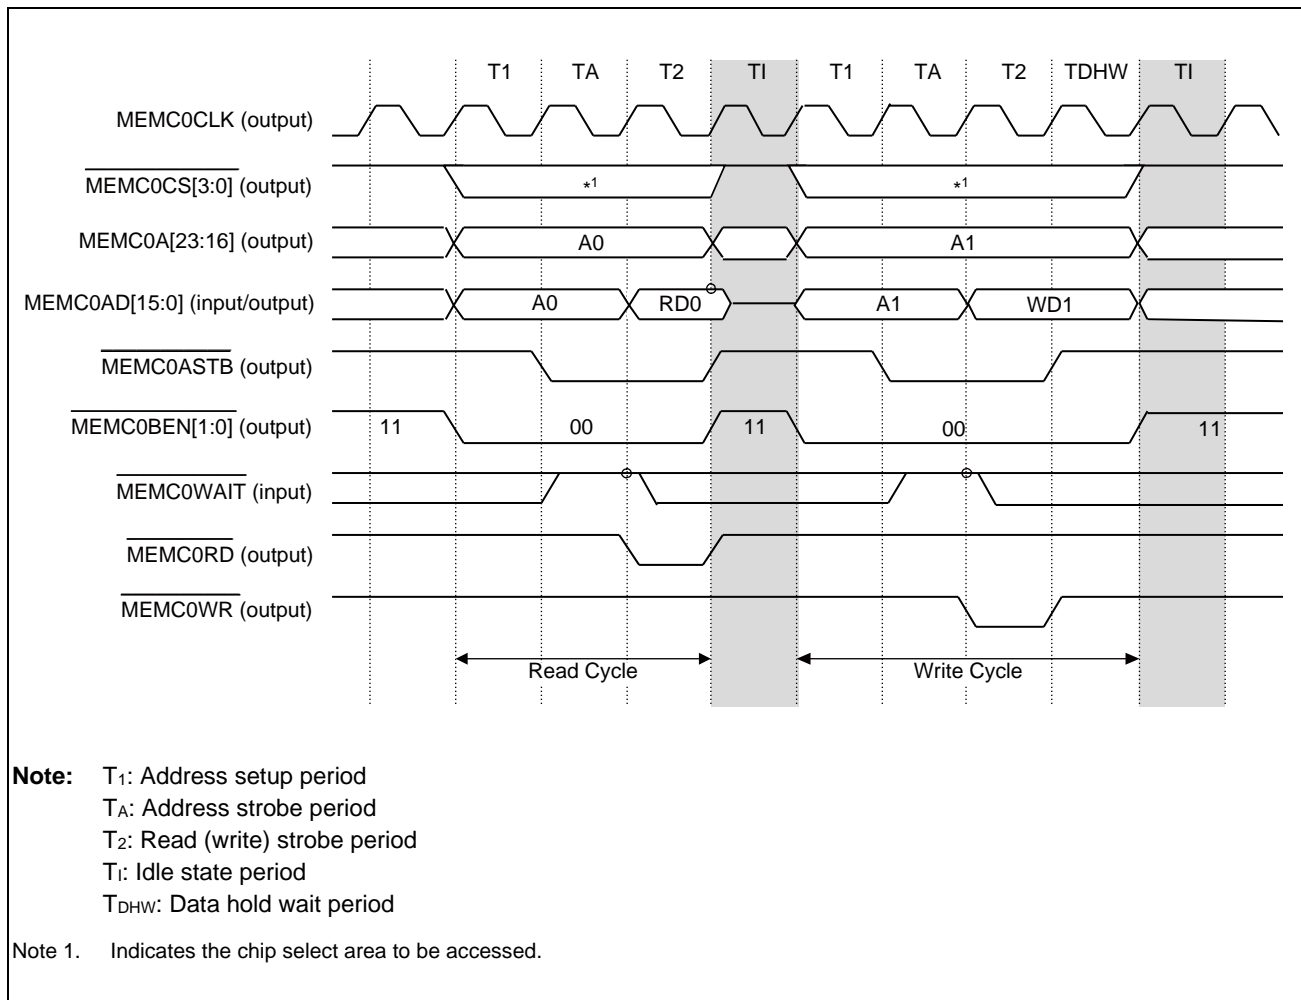 T1 TA T2 TI T1 TA T2 TDHW TI
MEMC0CLK (output)
MEMC0CS[3:0] (output) *1 *1
MEMC0A[23:16] (output) A0 A1
MEMC0AD[15:0] (input/output) A0 RD0 A1 WD1
MEMC0ASTB (output)
MEMC0BEN[1:0] (output) 11 00 11 00 11
MEMC0WAIT (input)
MEMC0RD (output)
MEMC0WR (output)
Read Cycle Write Cycle
Note: T1: Address setup period
TA: Address strobe period
T2: Read (write) strobe period
TI: Idle state period
TDHW: Data hold wait period
Note 1. Indicates the chip select area to be accessed.